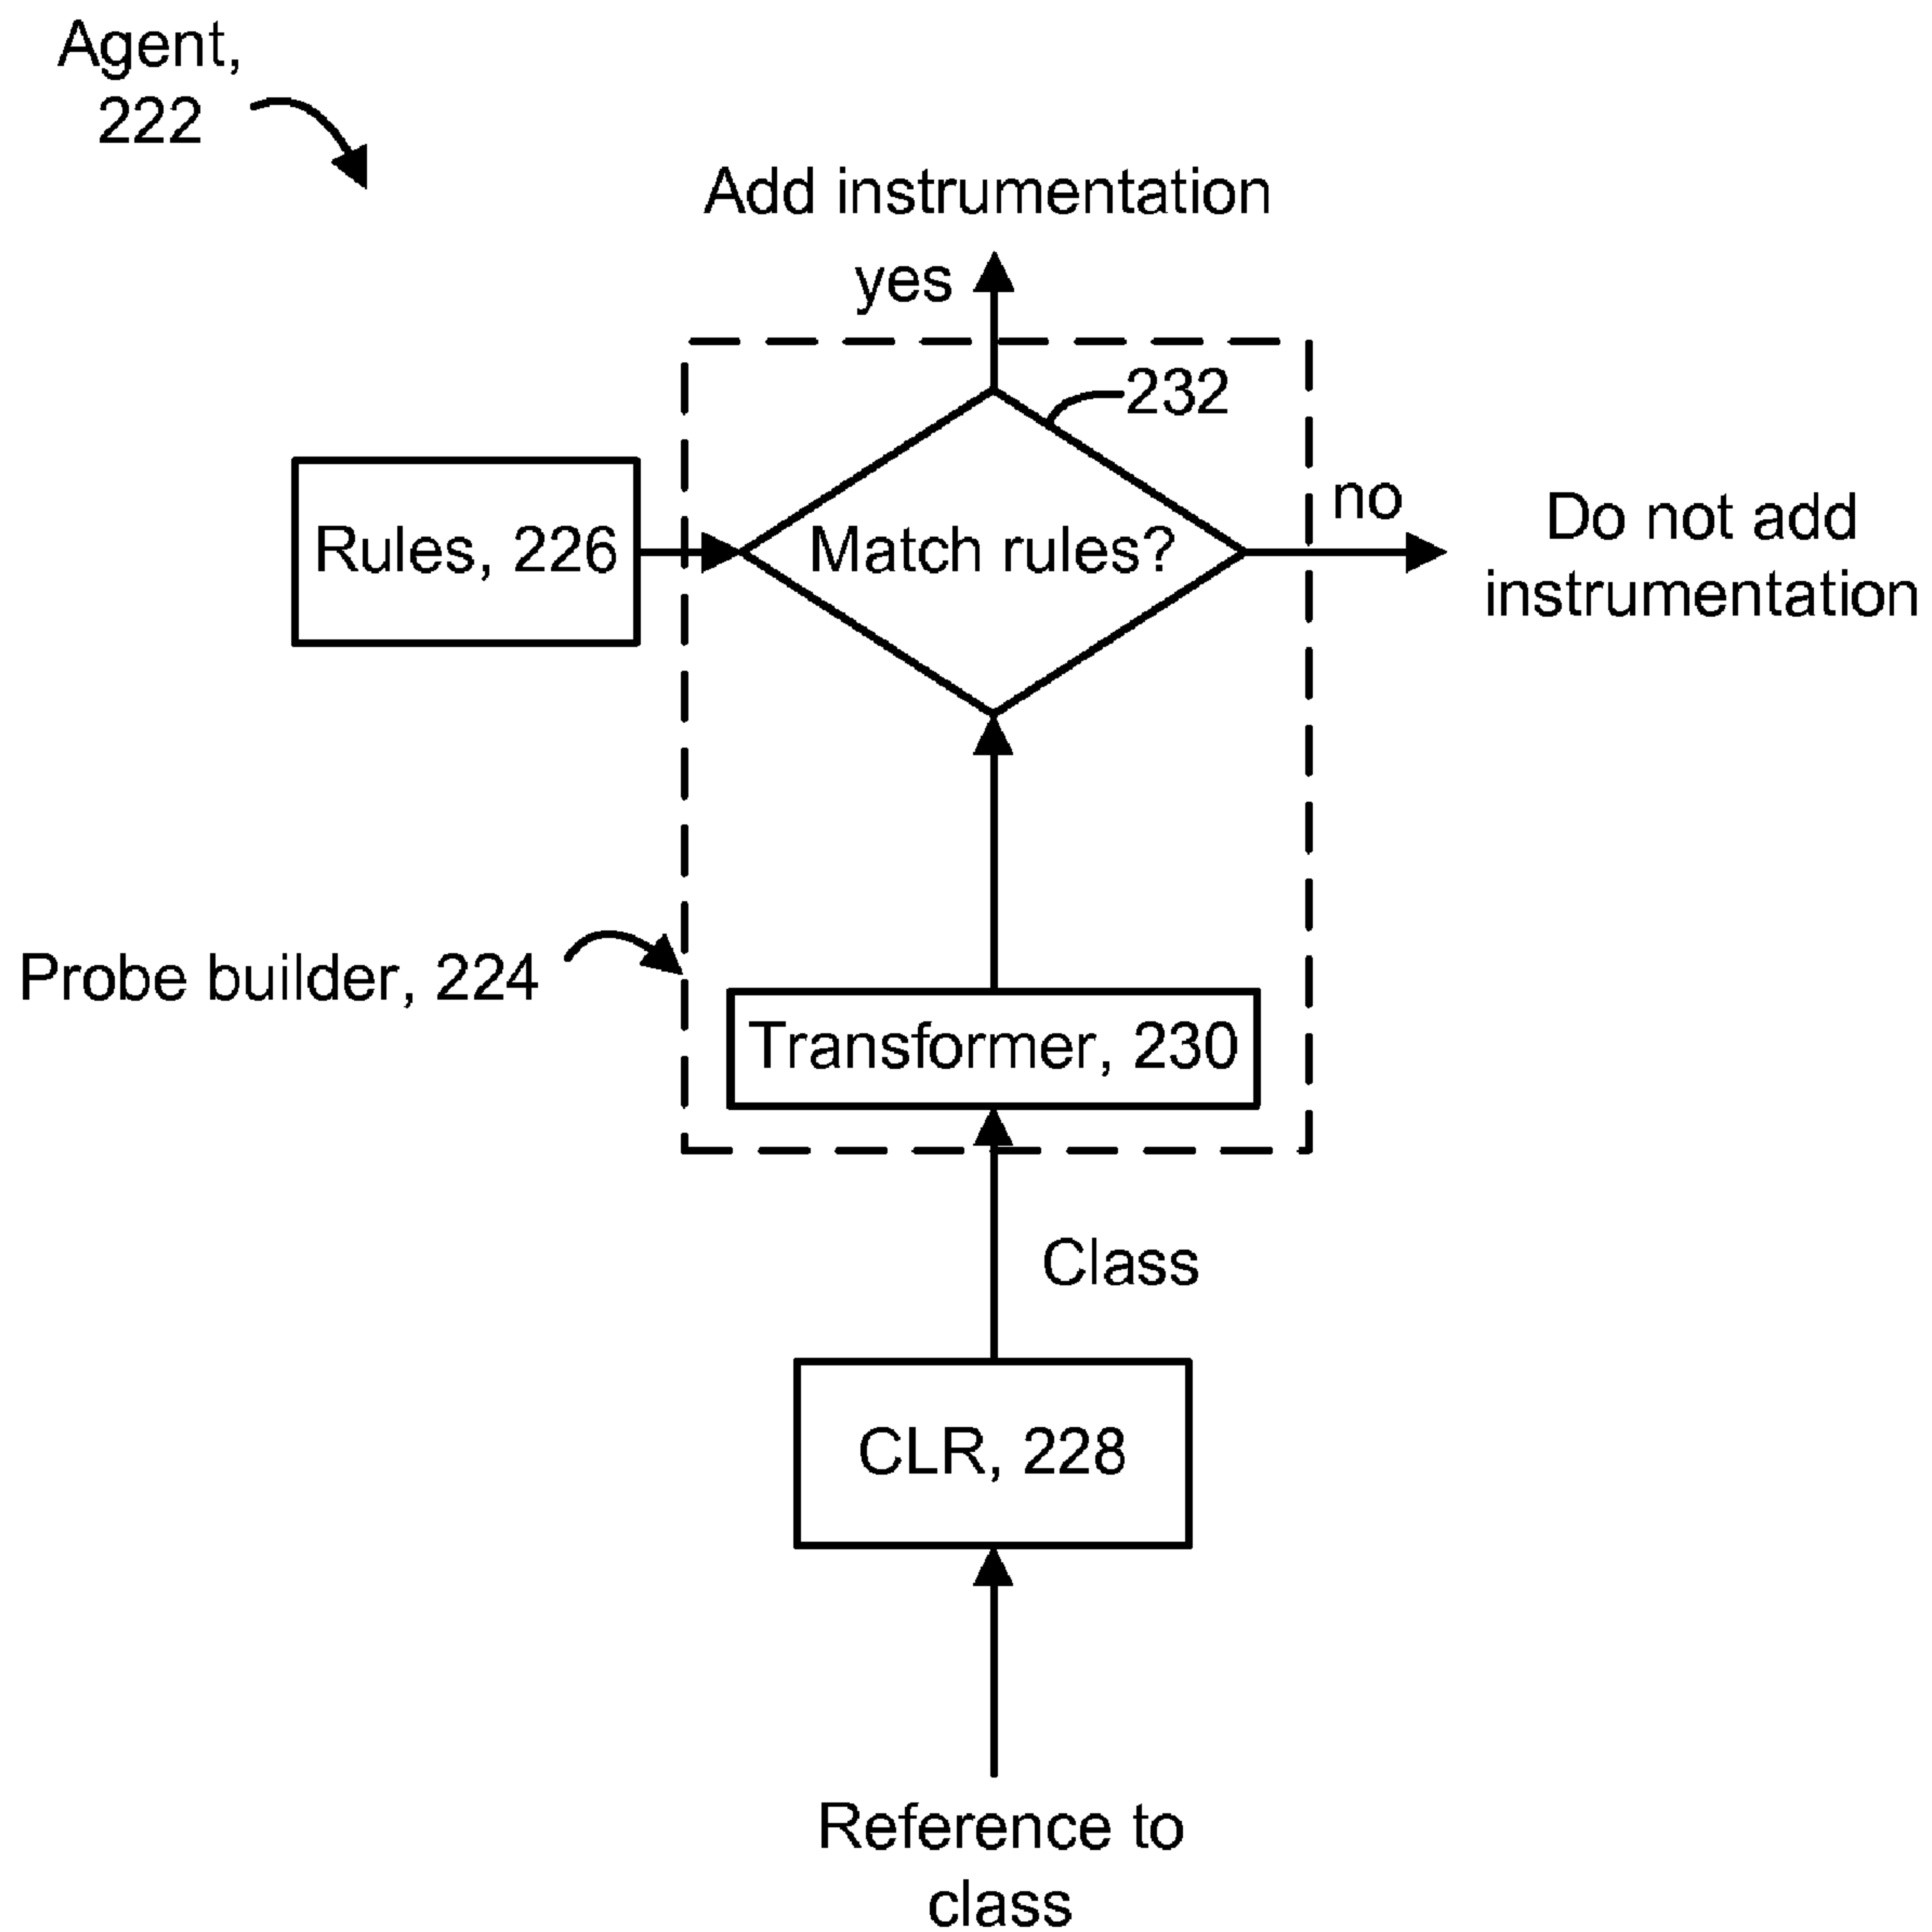 Agent,
222
Add instrumentation
yes
232
Rules, 226
Match rules?
no
Do not add
instrumentation
Probe builder, 224
Transformer, 230
Class
CLR, 228
Reference to
class